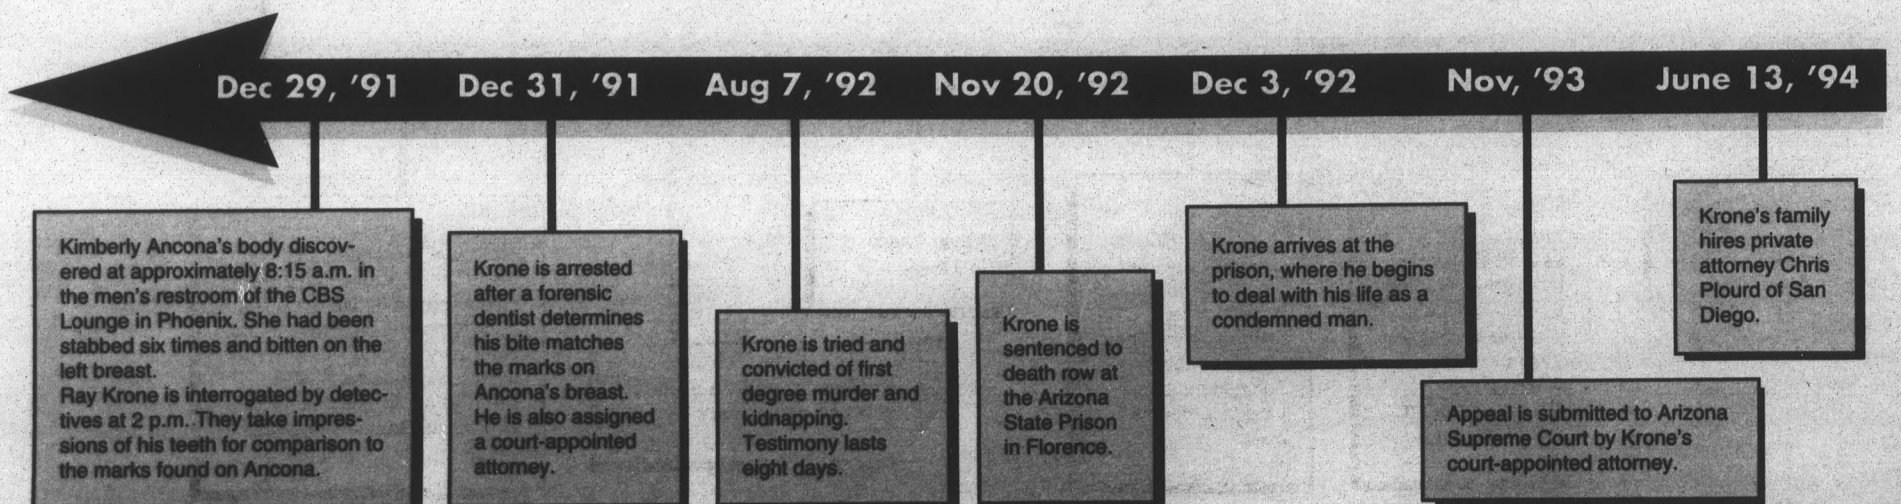 Dec 29, '91
Dec 31, '91
Aug 7, '92
Nov 20, '92
Dec 3, '92
Nov, '93
June 13, '94
Kimberly Ancona's body discov-
ered at approximately 8:15 a.m. in
the men's restroom of the CBS
Lounge in Phoenix. She had been
stabbed six times and bitten on the
left breast.
Ray Krone is interrogated by detec-
tives at 2 p.m. They take impres-
sions of his teeth for comparison to
the marks found on Ancona.
Krone is arrested
after a forensic
dentist determines
his bite matches
the marks on
Ancona's breast.
He is also assigned
a court-appointed
attorney.
Krone is tried and
convicted of first
degree murder and
kidnapping.
Testimony lasts
eight days.
Krone is
sentenced to
death row at
the Arizona
State Prison
in Florence.
Krone arrives at the
prison, where he begins
to deal with his life as a
condemned man.
Appeal is submitted to Arizona
Supreme Court by Krone's
court-appointed attorney.
Krone's family
hires private
attorney Chris
Plourd of San
Diego.